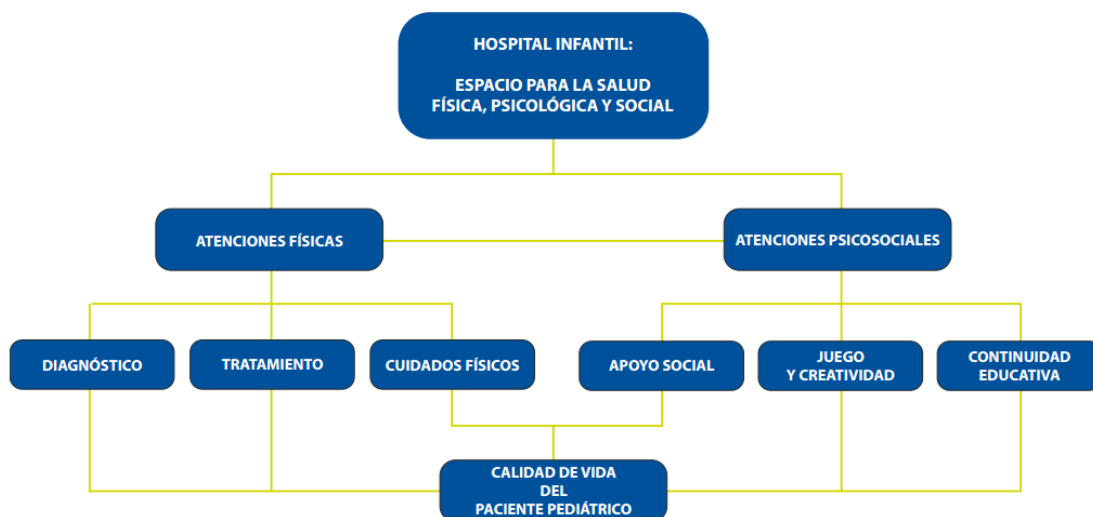 HOSPITAL INFANTIL:
ESPACIO PARA LA SALUD
FÍSICA, PSICOLÓGICA Y SOCIAL
ATENCIONES FÍSICAS
ATENCIONES PSICOSOCIALES
DIAGNÓSTICO
TRATAMIENTO
CUIDADOS FÍSICOS
APOYO SOCIAL
JUEGO
Y CREATIVIDAD
CONTINUIDAD
EDUCATIVA
CALIDAD DE VIDA
DEL
PACIENTE PEDIÁTRICO